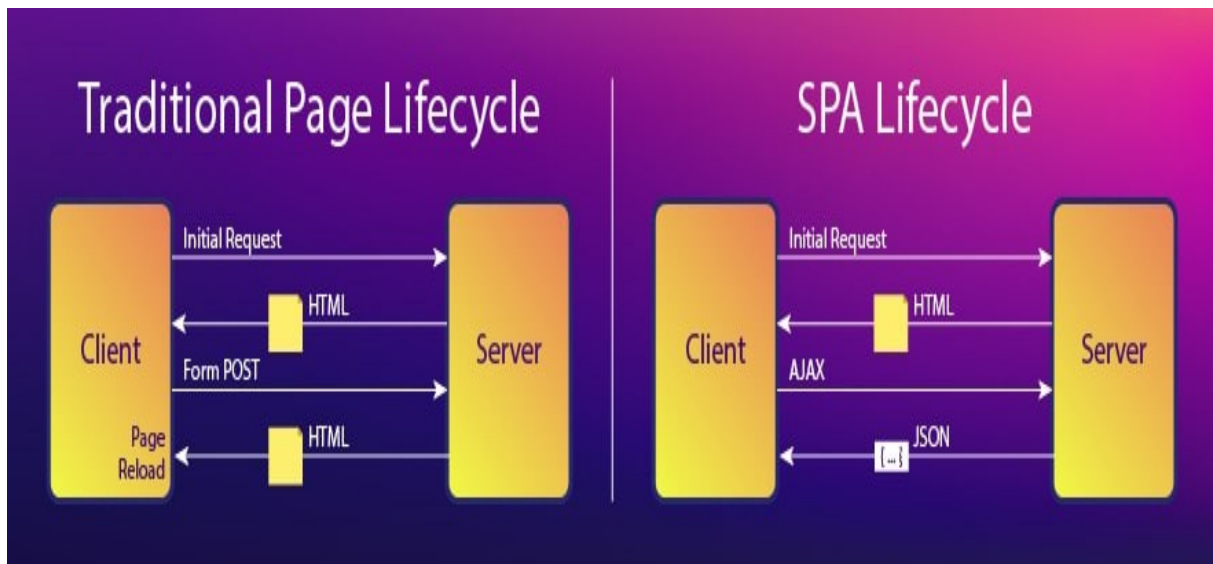 Traditional Page Lifecycle
Client
Initial Request
HTML
Form POST
HTML
Page
Reload
Server
SPA Lifecycle
Client
Initial Request
HTML
AJAX
JSON
{ ... }
Server